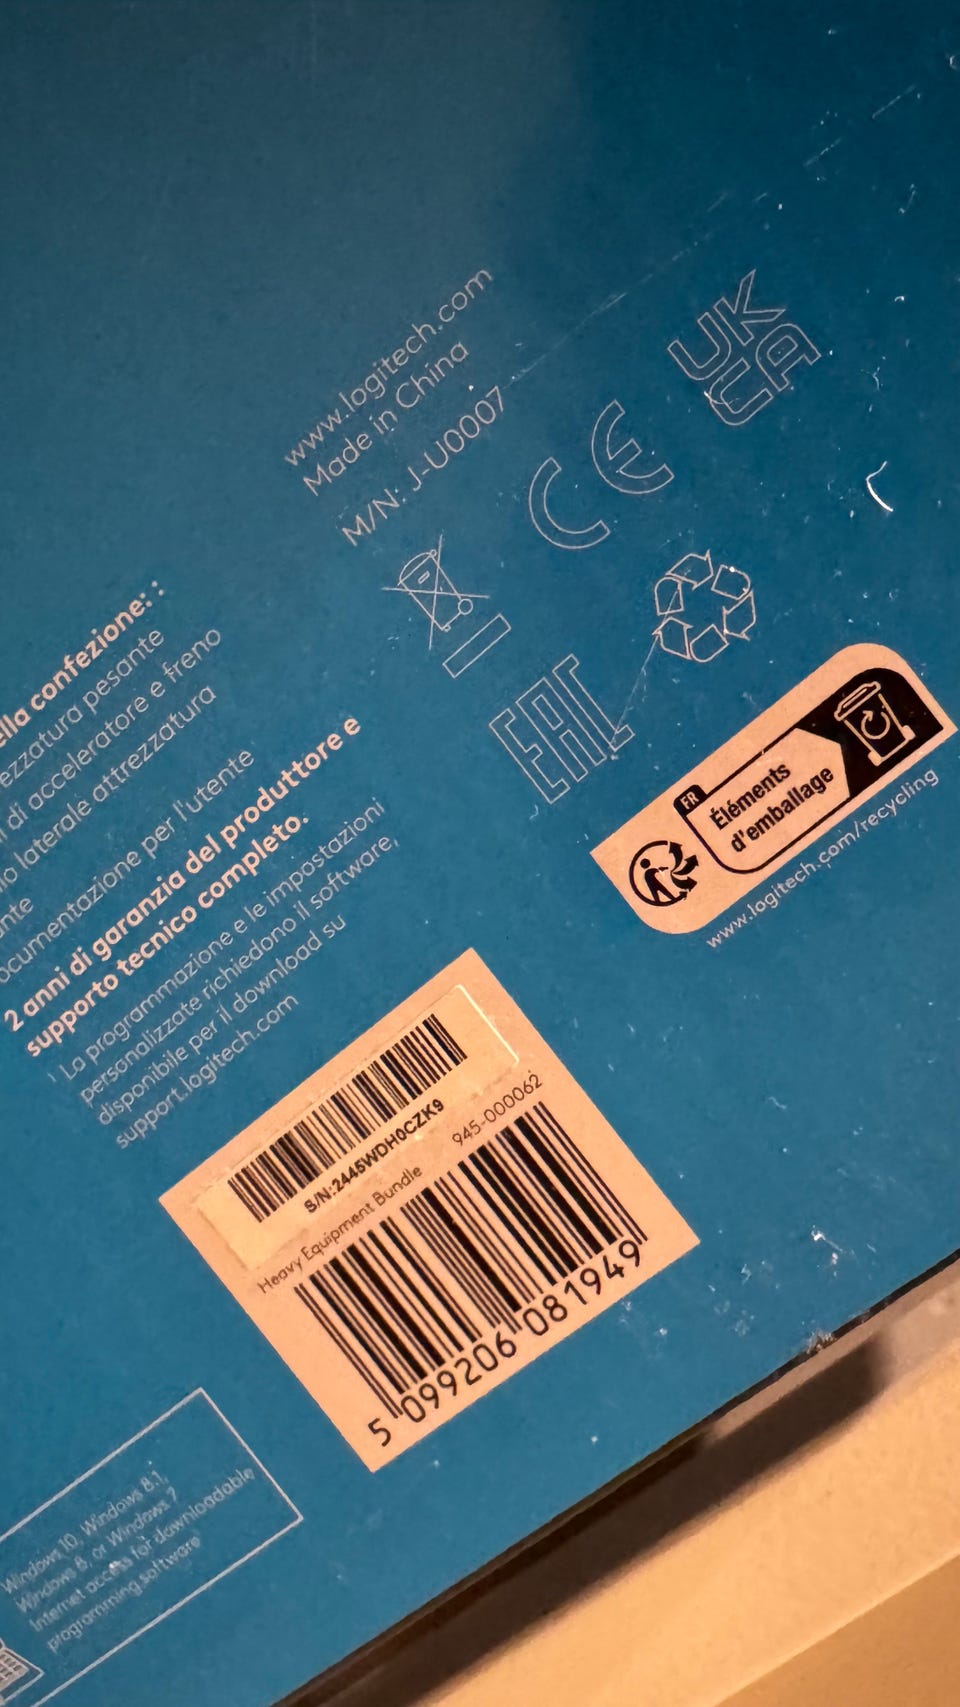 www.logitech.com
Made in China
M/N: J-U0007
CE
UK
CA
EAC
FR
Éléments
d'emballage
www.logitech.com/recycling
ella confezione: :
ezzatura pesante
di acceleratore e freno
lo laterale attrezzatura
ante
ocumentazione per l'utente
2 anni di garanzia del produttore e
supporto tecnico completo.
¹ La programmazione e le impostazioni
personalizzate richiedono il software,
disponibile per il download su
support.logitech.com
S/N:2445WDH0CZK9
Heavy Equipment Bundle 945-000062
5 099206 081949
Windows 10, Windows 8.1,
Windows 8, or Windows 7
Internet access for downloadable
programming software